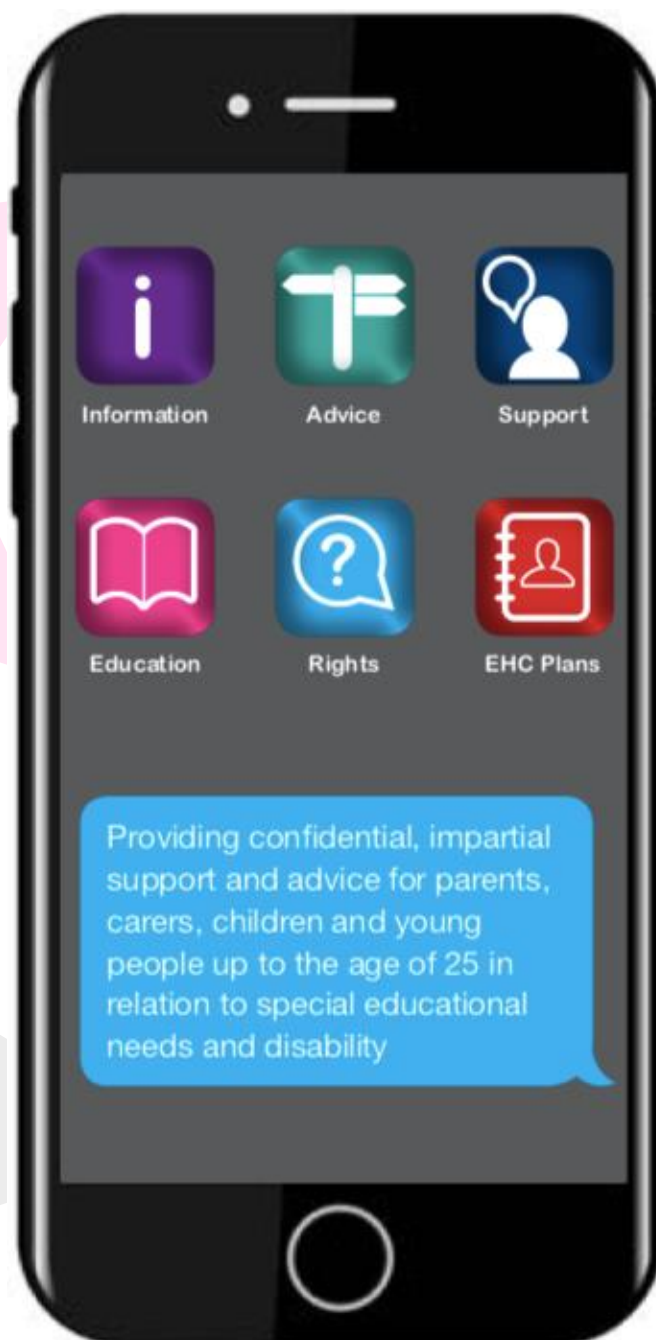 Information Advice Support
Education Rights EHC Plans
Providing confidential, impartial
support and advice for parents,
carers, children and young
people up to the age of 25 in
relation to special educational
needs and disability